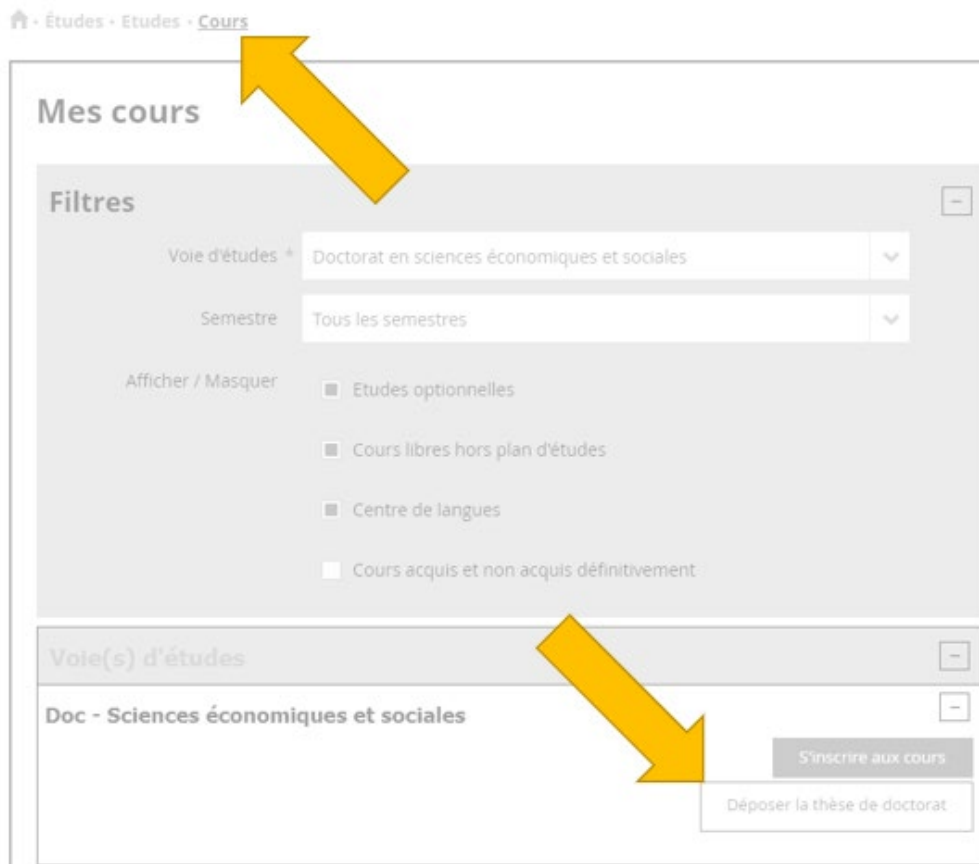 · Études · Etudes · Cours
Mes cours
Filtres
Voie d'études * Doctorat en sciences économiques et sociales
Semestre Tous les semestres
Afficher / Masquer Etudes optionnelles
Cours libres hors plan d'études
Centre de langues
Cours acquis et non acquis définitivement
Voie(s) d'études
Doc - Sciences économiques et sociales
S'inscrire aux cours
Déposer la thèse de doctorat